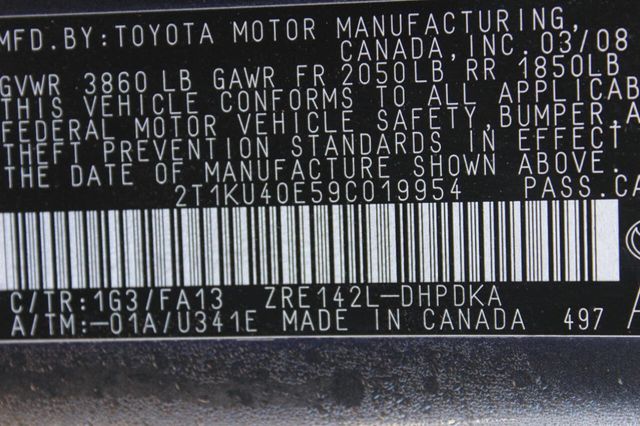 MFD. BY: TOYOTA MOTOR MANUFACTURING,
CANADA, INC. 03/08
GVWR 3860 LB GAWR FR 2050LB RR 1850LB
THIS VEHICLE CONFORMS TO ALL APPLICAB
FEDERAL MOTOR VEHICLE SAFETY, BUMPER, A
THEFT PREVENTION STANDARDS IN EFFECT
THE DATE OF MANUFACTURE SHOWN ABOVE.
2T1KU40E59C019954 PASS. CA
C/TR: 1G3/FA13 ZRE142L-DHPDKA
A/TM: -01A/U341E MADE IN CANADA 497